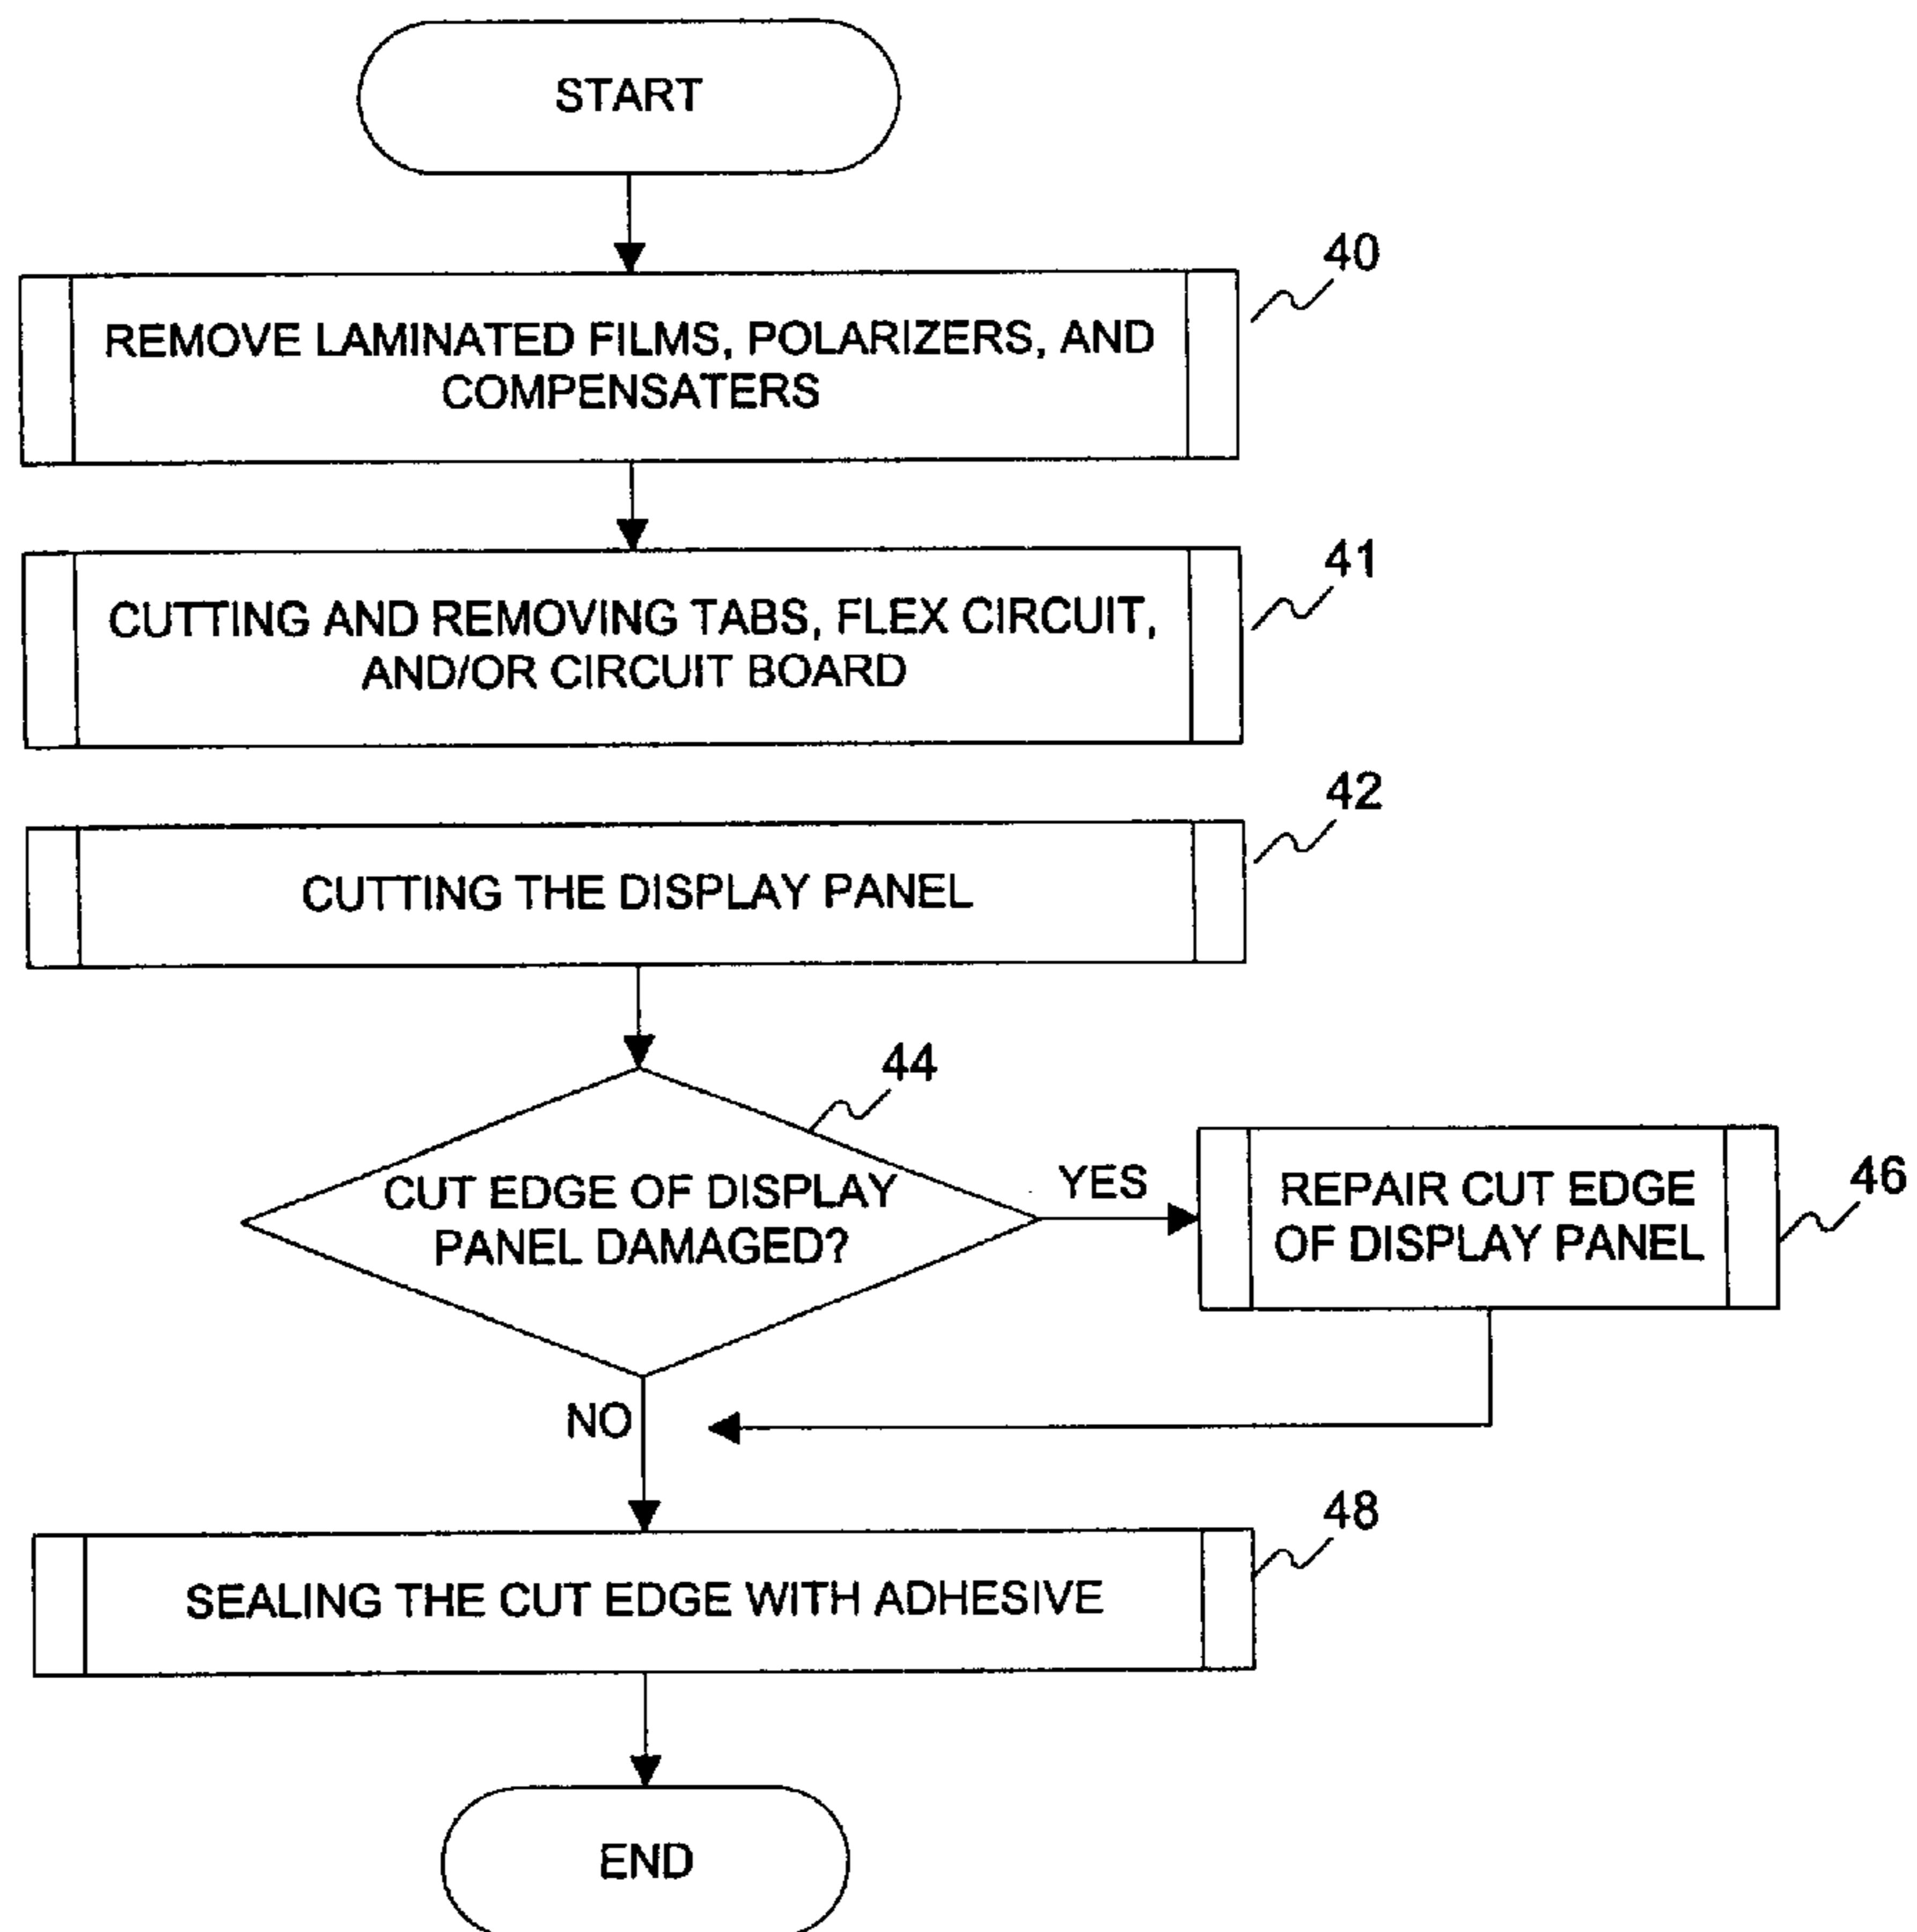 START
40
REMOVE LAMINATED FILMS, POLARIZERS, AND
COMPENSATERS
41
CUTTING AND REMOVING TABS, FLEX CIRCUIT,
AND/OR CIRCUIT BOARD
42
CUTTING THE DISPLAY PANEL
44
CUT EDGE OF DISPLAY
PANEL DAMAGED?
YES
REPAIR CUT EDGE
OF DISPLAY PANEL
46
NO
48
SEALING THE CUT EDGE WITH ADHESIVE
END